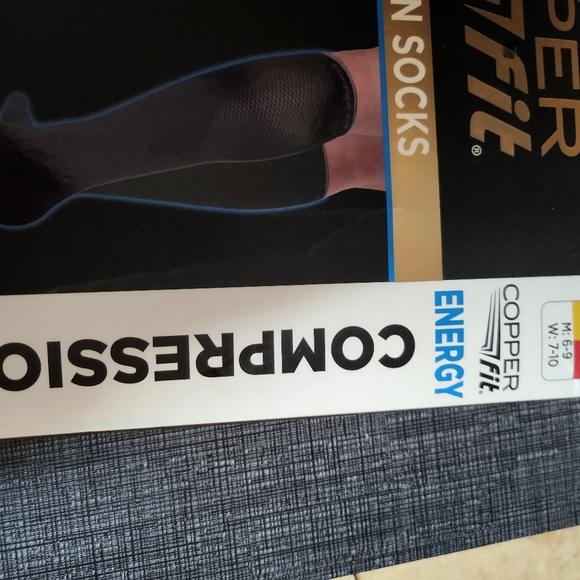 PER
fit®
N SOCKS
M: 6-9
W: 7-10
COPPER
fit®
ENERGY
COMPRESSIO